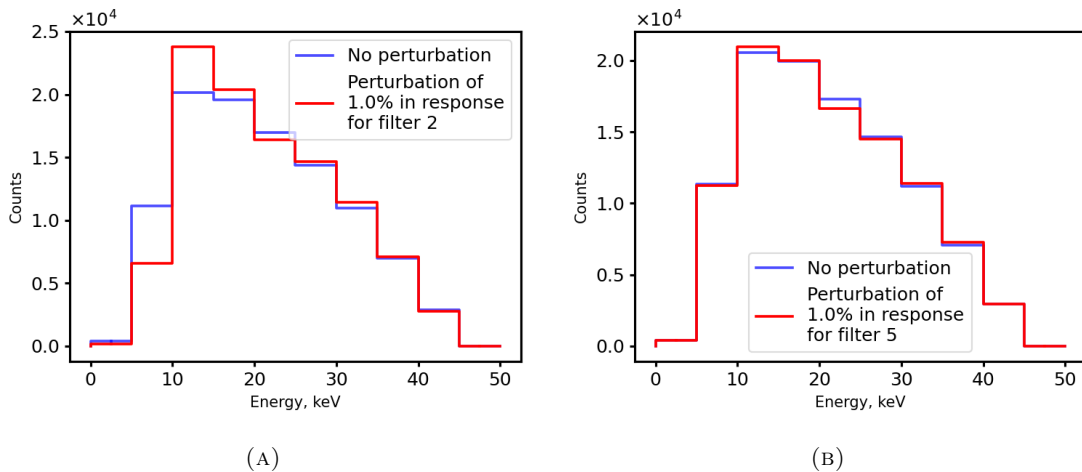 ×10⁴
2.5
2.0
1.5
1.0
0.5
0.0
Counts
No perturbation
Perturbation of
1.0% in response
for filter 2
0 10 20 30 40 50
Energy, keV
(A)
×10⁴
2.0
1.5
1.0
0.5
0.0
Counts
No perturbation
Perturbation of
1.0% in response
for filter 5
0 10 20 30 40 50
Energy, keV
(B)